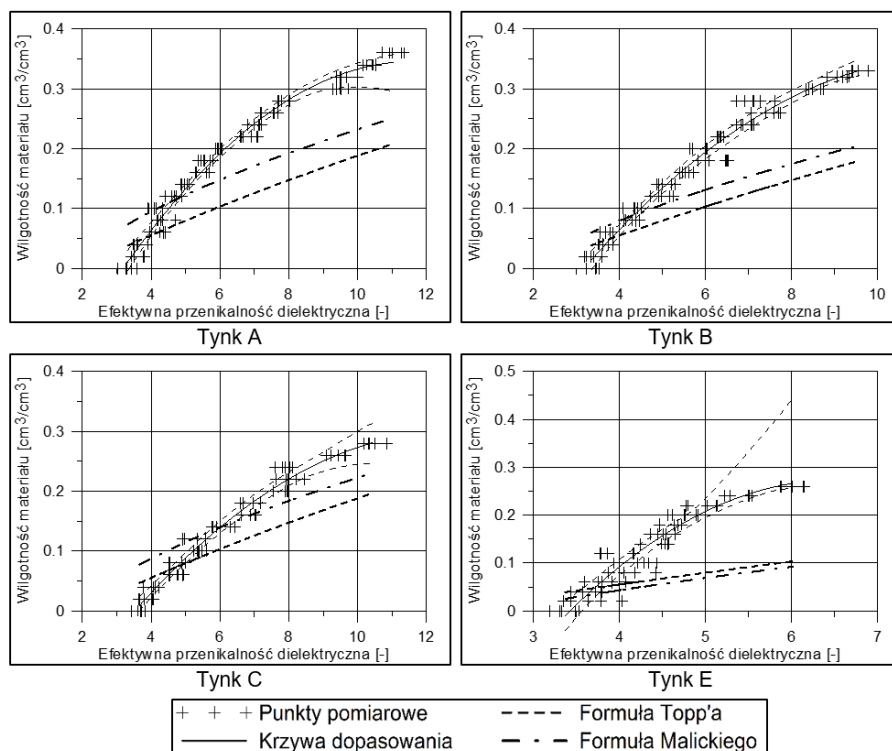 Wilgotność materiału [cm3/cm3]
0.4
0.3
0.2
0.1
0
2 4 6 8 10 12
Efektywna przenikalność dielektryczna [-]
Tynk A
Wilgotność materiału [cm3/cm3]
0.4
0.3
0.2
0.1
0
2 4 6 8 10
Efektywna przenikalność dielektryczna [-]
Tynk B
Wilgotność materiału [cm3/cm3]
0.4
0.3
0.2
0.1
0
2 4 6 8 10 12
Efektywna przenikalność dielektryczna [-]
Tynk C
Wilgotność materiału [cm3/cm3]
0.5
0.4
0.3
0.2
0.1
0
3 4 5 6 7
Efektywna przenikalność dielektryczna [-]
Tynk E
Punkty pomiarowe
Formuła Topp'a
Krzywa dopasowania
Formuła Malickiego